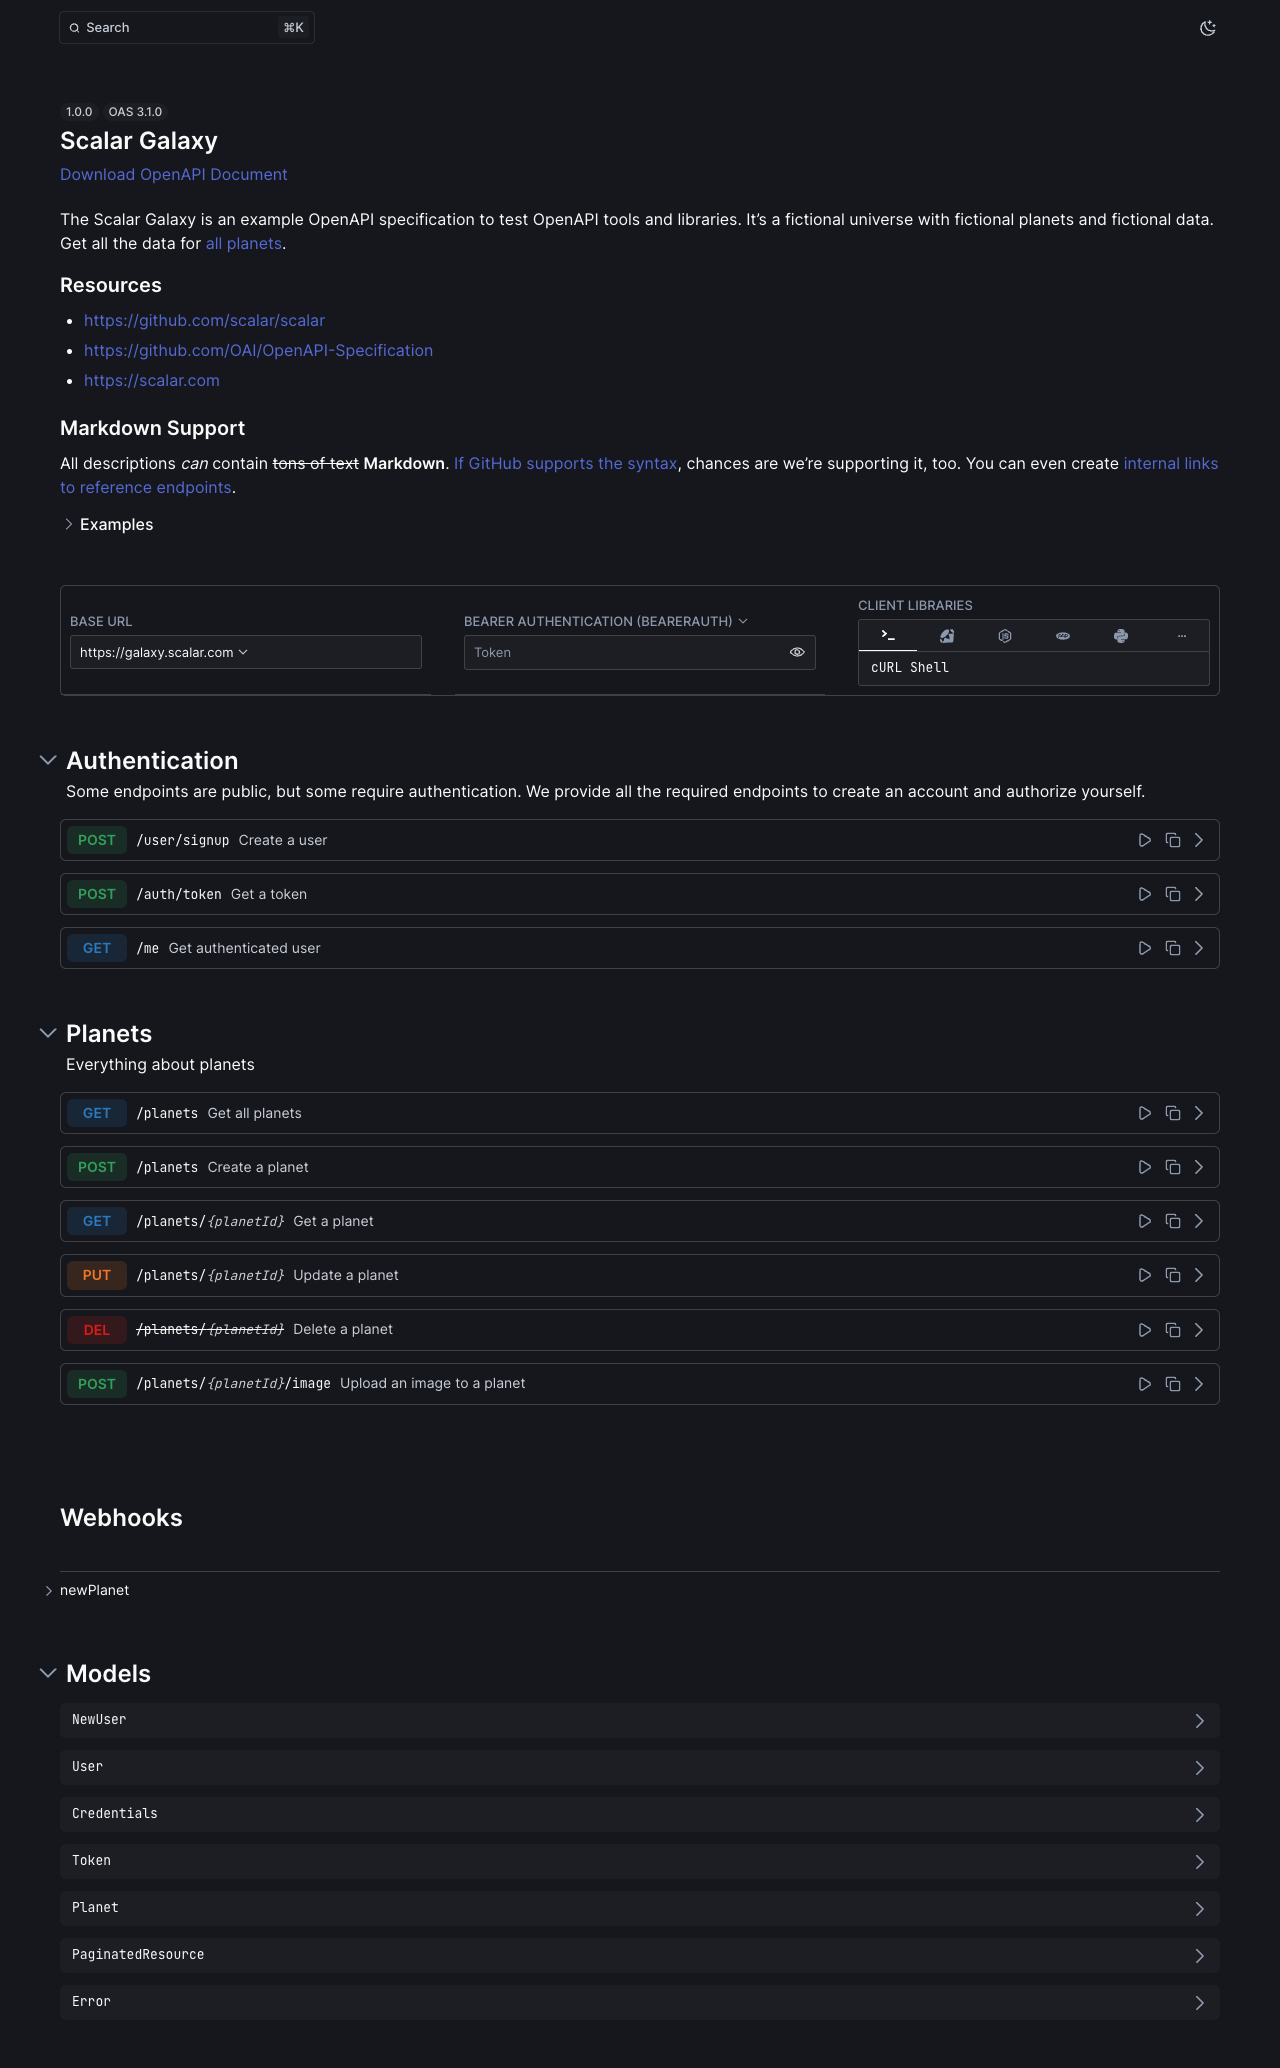 Search ⌘K
1.0.0 OAS 3.1.0
Scalar Galaxy
Download OpenAPI Document
The Scalar Galaxy is an example OpenAPI specification to test OpenAPI tools and libraries. It’s a fictional universe with fictional planets and fictional data.
Get all the data for all planets.
Resources
• https://github.com/scalar/scalar
• https://github.com/OAI/OpenAPI-Specification
• https://scalar.com
Markdown Support
All descriptions can contain tons of text Markdown. If GitHub supports the syntax, chances are we’re supporting it, too. You can even create internal links
to reference endpoints.
Examples
BASE URL
https://galaxy.scalar.com
BEARER AUTHENTICATION (BEARERAUTH)
Token
CLIENT LIBRARIES
cURL Shell
Authentication
Some endpoints are public, but some require authentication. We provide all the required endpoints to create an account and authorize yourself.
POST /user/signup Create a user
POST /auth/token Get a token
GET /me Get authenticated user
Planets
Everything about planets
GET /planets Get all planets
POST /planets Create a planet
GET /planets/{planetId} Get a planet
PUT /planets/{planetId} Update a planet
DEL /planets/{planetId} Delete a planet
POST /planets/{planetId}/image Upload an image to a planet
Webhooks
newPlanet
Models
NewUser
User
Credentials
Token
Planet
PaginatedResource
Error